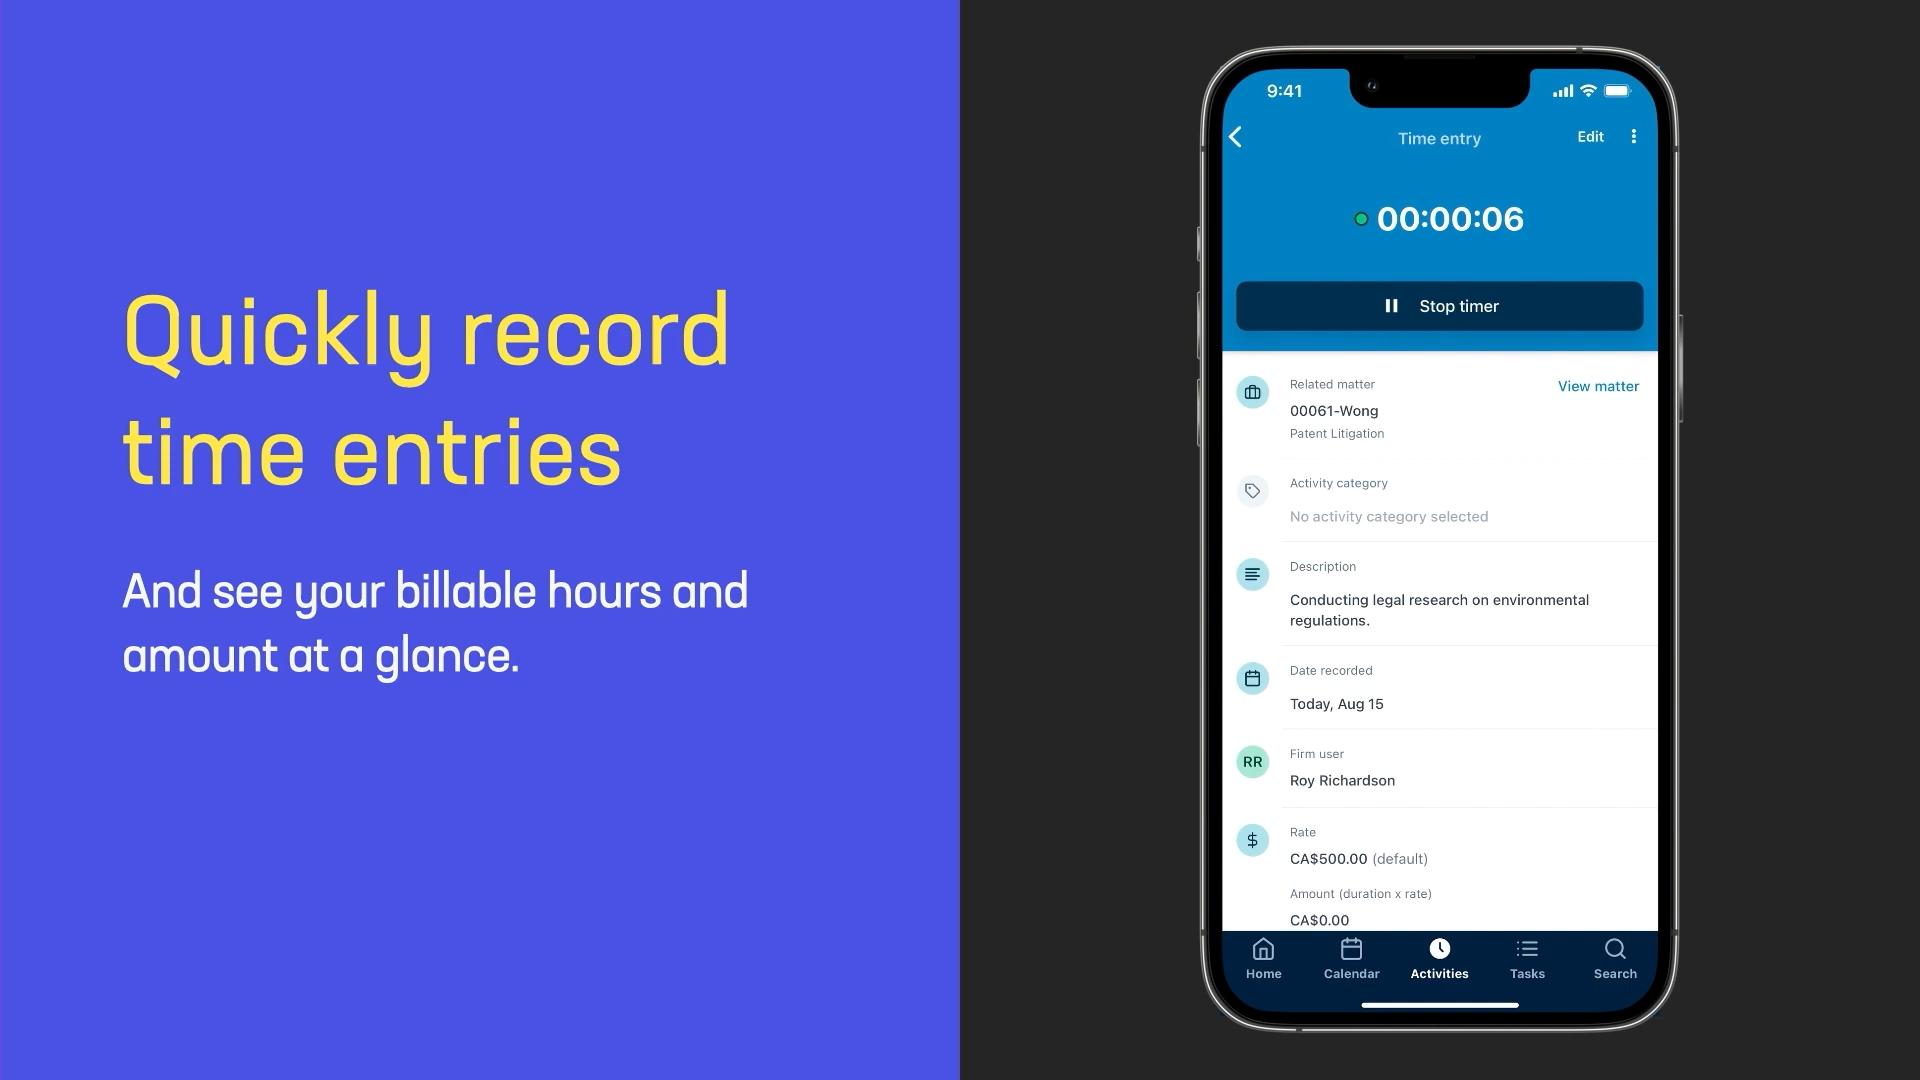 Quickly record
time entries
And see your billable hours and
amount at a glance.
9:41
Time entry
Edit
00:00:06
Stop timer
Related matter
View matter
00061-Wong
Patent Litigation
Activity category
No activity category selected
Description
Conducting legal research on environmental
regulations.
Date recorded
Today, Aug 15
RR
Firm user
Roy Richardson
$
Rate
CA$500.00 (default)
Amount (duration x rate)
CA$0.00
Home
Calendar
Activities
Tasks
Search